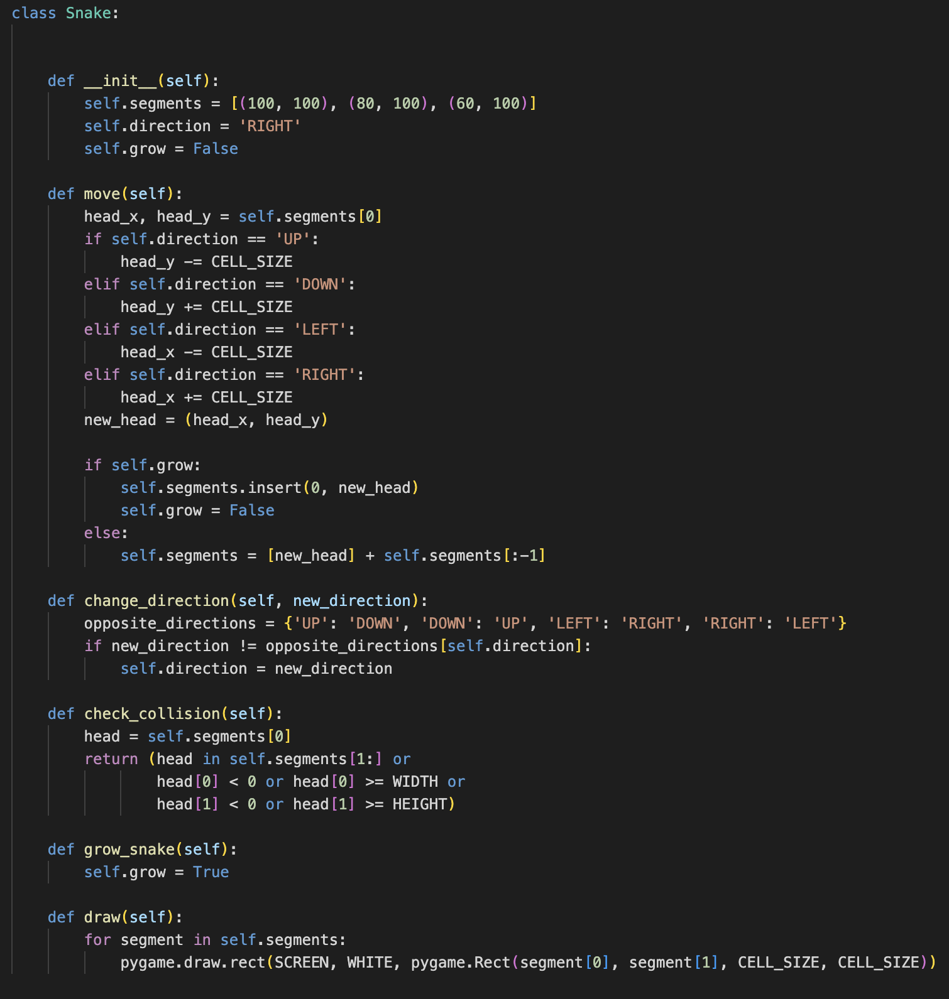 class Snake:
    def __init__(self):
        self.segments = [(100, 100), (80, 100), (60, 100)]
        self.direction = 'RIGHT'
        self.grow = False
    def move(self):
        head_x, head_y = self.segments[0]
        if self.direction == 'UP':
            head_y -= CELL_SIZE
        elif self.direction == 'DOWN':
            head_y += CELL_SIZE
        elif self.direction == 'LEFT':
            head_x -= CELL_SIZE
        elif self.direction == 'RIGHT':
            head_x += CELL_SIZE
        new_head = (head_x, head_y)
        if self.grow:
            self.segments.insert(0, new_head)
            self.grow = False
        else:
            self.segments = [new_head] + self.segments[:-1]
    def change_direction(self, new_direction):
        opposite_directions = {'UP': 'DOWN', 'DOWN': 'UP', 'LEFT': 'RIGHT', 'RIGHT': 'LEFT'}
        if new_direction != opposite_directions[self.direction]:
            self.direction = new_direction
    def check_collision(self):
        head = self.segments[0]
        return (head in self.segments[1:] or
                head[0] < 0 or head[0] >= WIDTH or
                head[1] < 0 or head[1] >= HEIGHT)
    def grow_snake(self):
        self.grow = True
    def draw(self):
        for segment in self.segments:
            pygame.draw.rect(SCREEN, WHITE, pygame.Rect(segment[0], segment[1], CELL_SIZE, CELL_SIZE))